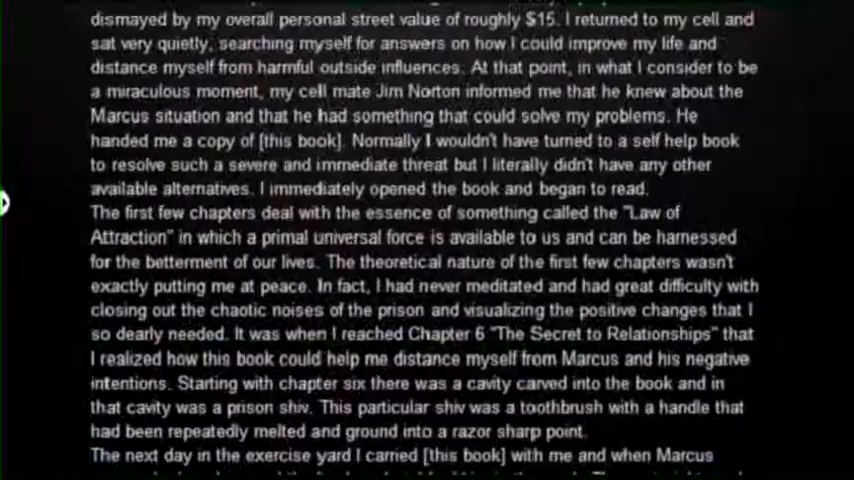 dismayed by my overall personal street value of roughly $15. I returned to my cell and
sat very quietly, searching myself for answers on how I could improve my life and
distance myself from harmful outside influences. At that point, in what I consider to be
a miraculous moment, my cell mate Jim Norton informed me that he knew about the
Marcus situation and that he had something that could solve my problems. He
handed me a copy of [this book]. Normally I wouldn't have turned to a self help book
to resolve such a severe and immediate threat but I literally didn't have any other
available alternatives. I immediately opened the book and began to read.
The first few chapters deal with the essence of something called the "Law of
Attraction" in which a primal universal force is available to us and can be harnessed
for the betterment of our lives. The theoretical nature of the first few chapters wasn't
exactly putting me at peace. In fact, I had never meditated and had great difficulty with
closing out the chaotic noises of the prison and visualizing the positive changes that I
so dearly needed. It was when I reached Chapter 6 "The Secret to Relationships" that
I realized how this book could help me distance myself from Marcus and his negative
intentions. Starting with chapter six there was a cavity carved into the book and in
that cavity was a prison shiv. This particular shiv was a toothbrush with a handle that
had been repeatedly melted and ground into a razor sharp point.
The next day in the exercise yard I carried [this book] with me and when Marcus